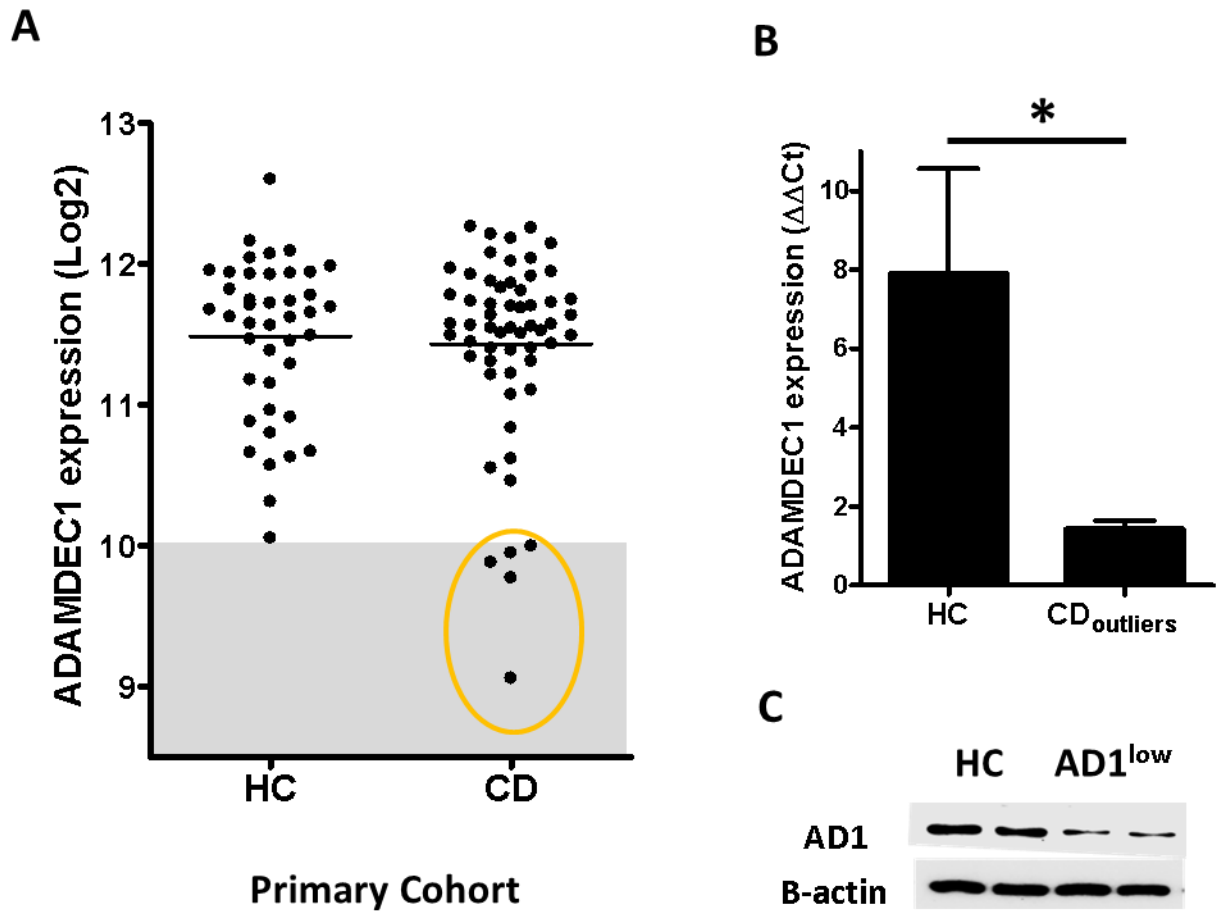 A
ADAMDEC1 expression (Log2)
13
12
11
10
9
HC CD
Primary Cohort
B
*
ADAMDEC1 expression (ΔΔCt)
10
8
6
4
2
0
HC CDoutliers
C
HC AD1low
AD1
B-actin